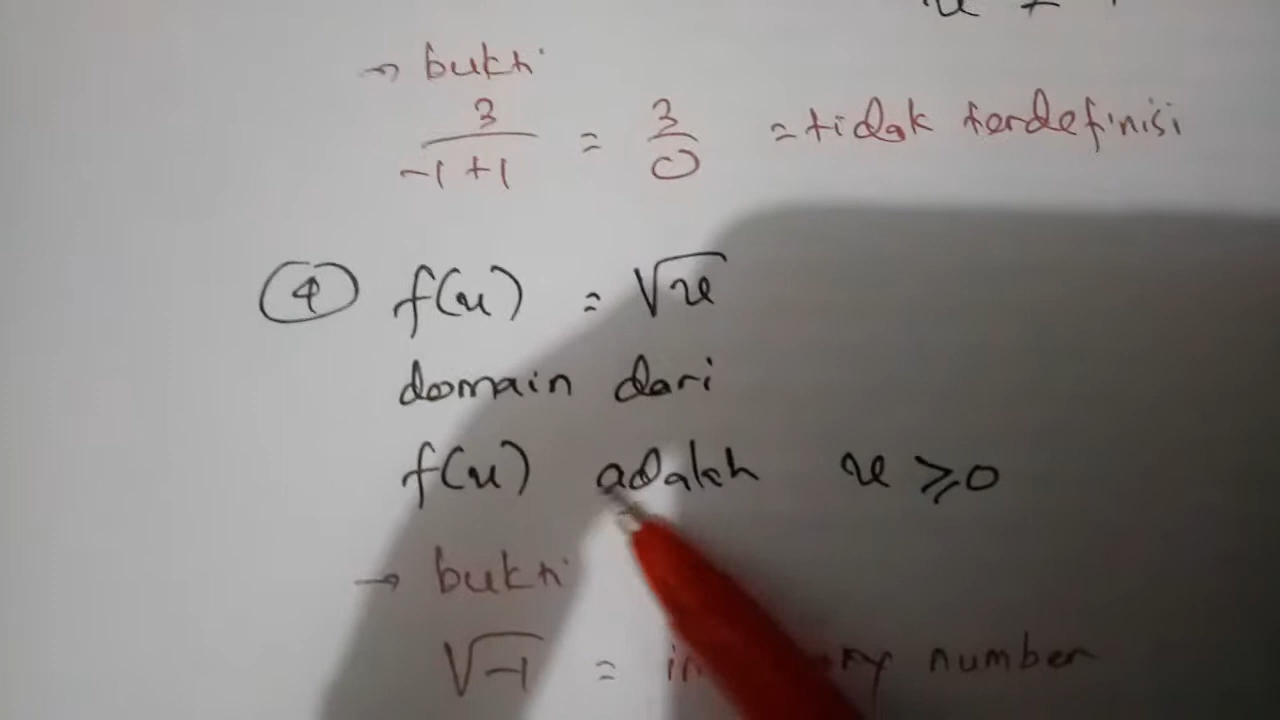 → bukti
3/(-1+1) = 3/0 = tidak terdefinisi
④ f(x) = √x
domain dari
f(x) adalah x ≥ 0
→ bukti
√-1 = number